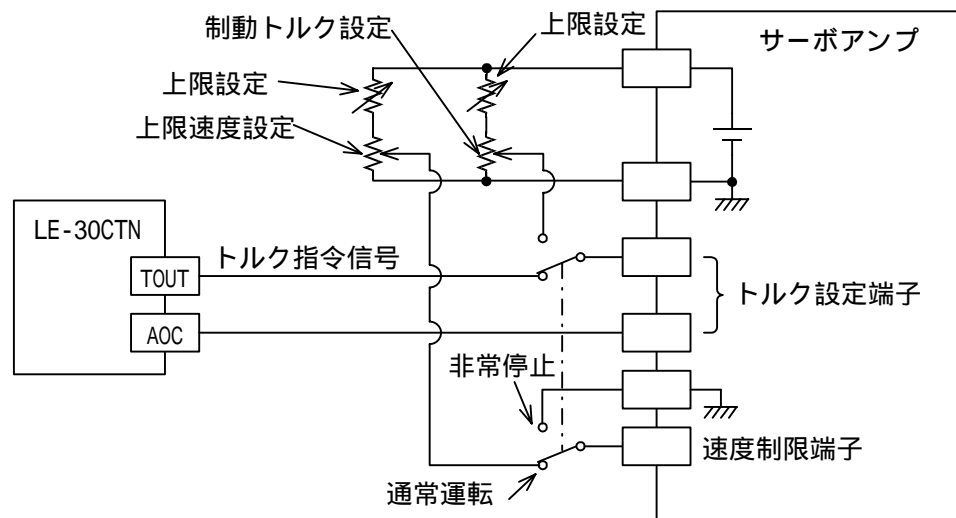 制動トルク設定
上限設定
サーボアンプ
上限設定
上限速度設定
LE-30CTN
TOUT
トルク指令信号
トルク設定端子
AOC
非常停止
速度制限端子
通常運転